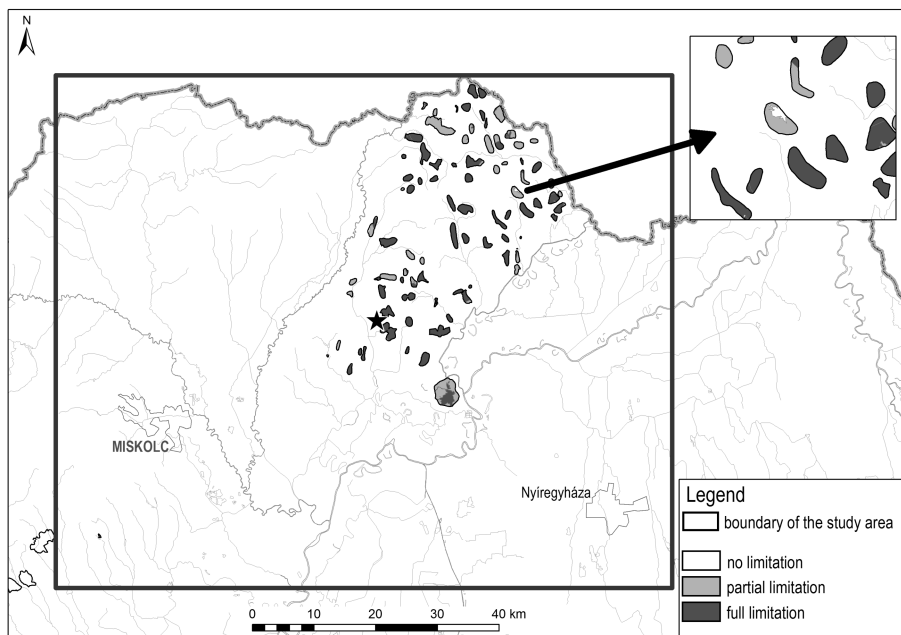 N
MISKOLC
Nyíregyháza
Legend
boundary of the study area
no limitation
partial limitation
full limitation
0 10 20 30 40 km